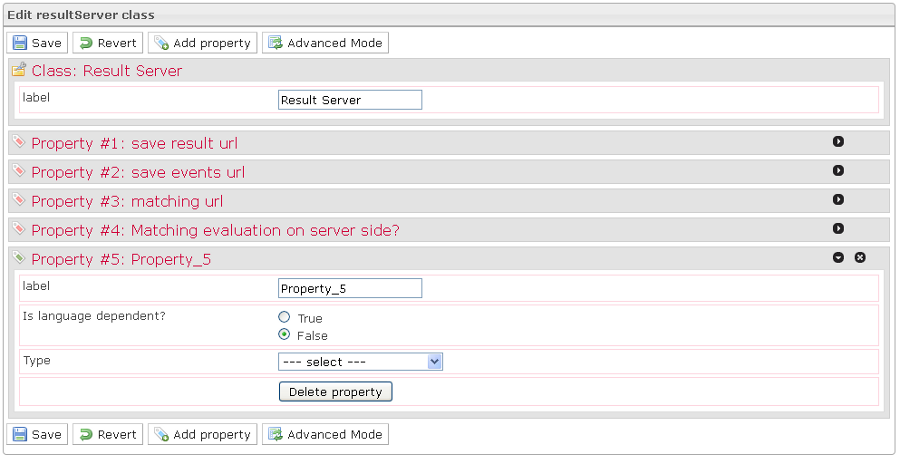 Edit resultServer class
Save Revert Add property Advanced Mode
Class: Result Server
label Result Server
Property #1: save result url
Property #2: save events url
Property #3: matching url
Property #4: Matching evaluation on server side?
Property #5: Property_5
label Property_5
Is language dependent? True
False
Type --- select ---
Delete property
Save Revert Add property Advanced Mode